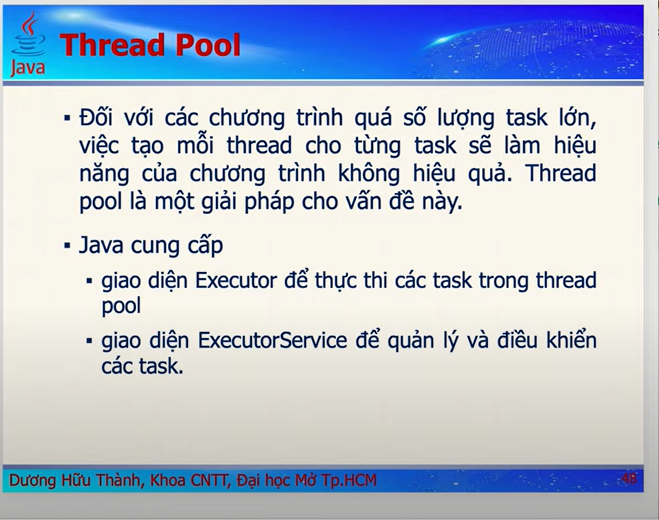 Java
Thread Pool
▪ Đối với các chương trình quá số lượng task lớn,
việc tạo mỗi thread cho từng task sẽ làm hiệu
năng của chương trình không hiệu quả. Thread
pool là một giải pháp cho vấn đề này.
▪ Java cung cấp
▪ giao diện Executor để thực thi các task trong thread
pool
▪ giao diện ExecutorService để quản lý và điều khiển
các task.
Dương Hữu Thành, Khoa CNTT, Đại học Mở Tp.HCM
48